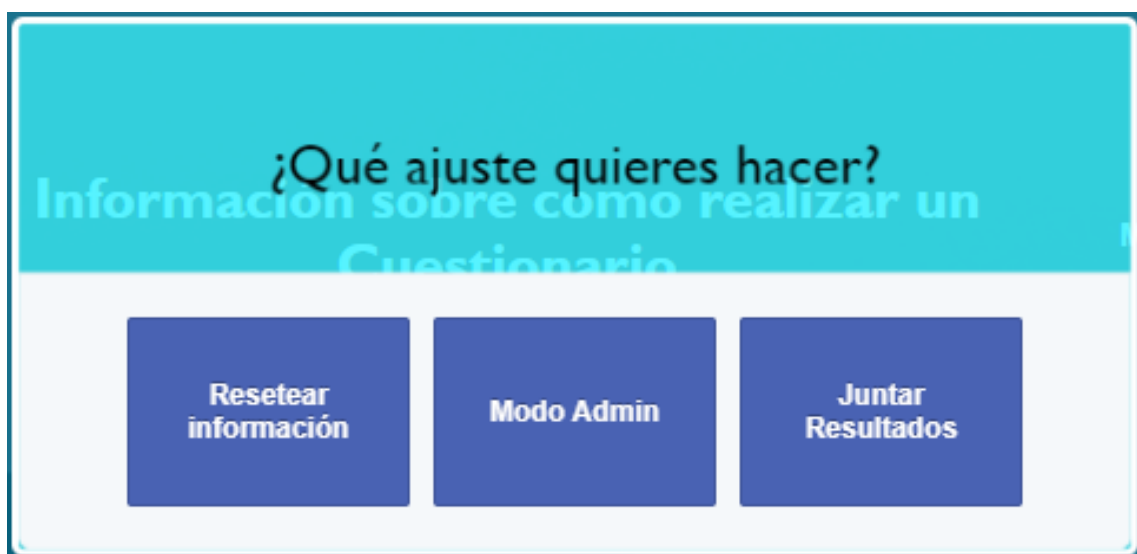 ¿Qué ajuste quieres hacer?
Información sobre como realizar un
Cuestionario
Resetear
información
Modo Admin
Juntar
Resultados